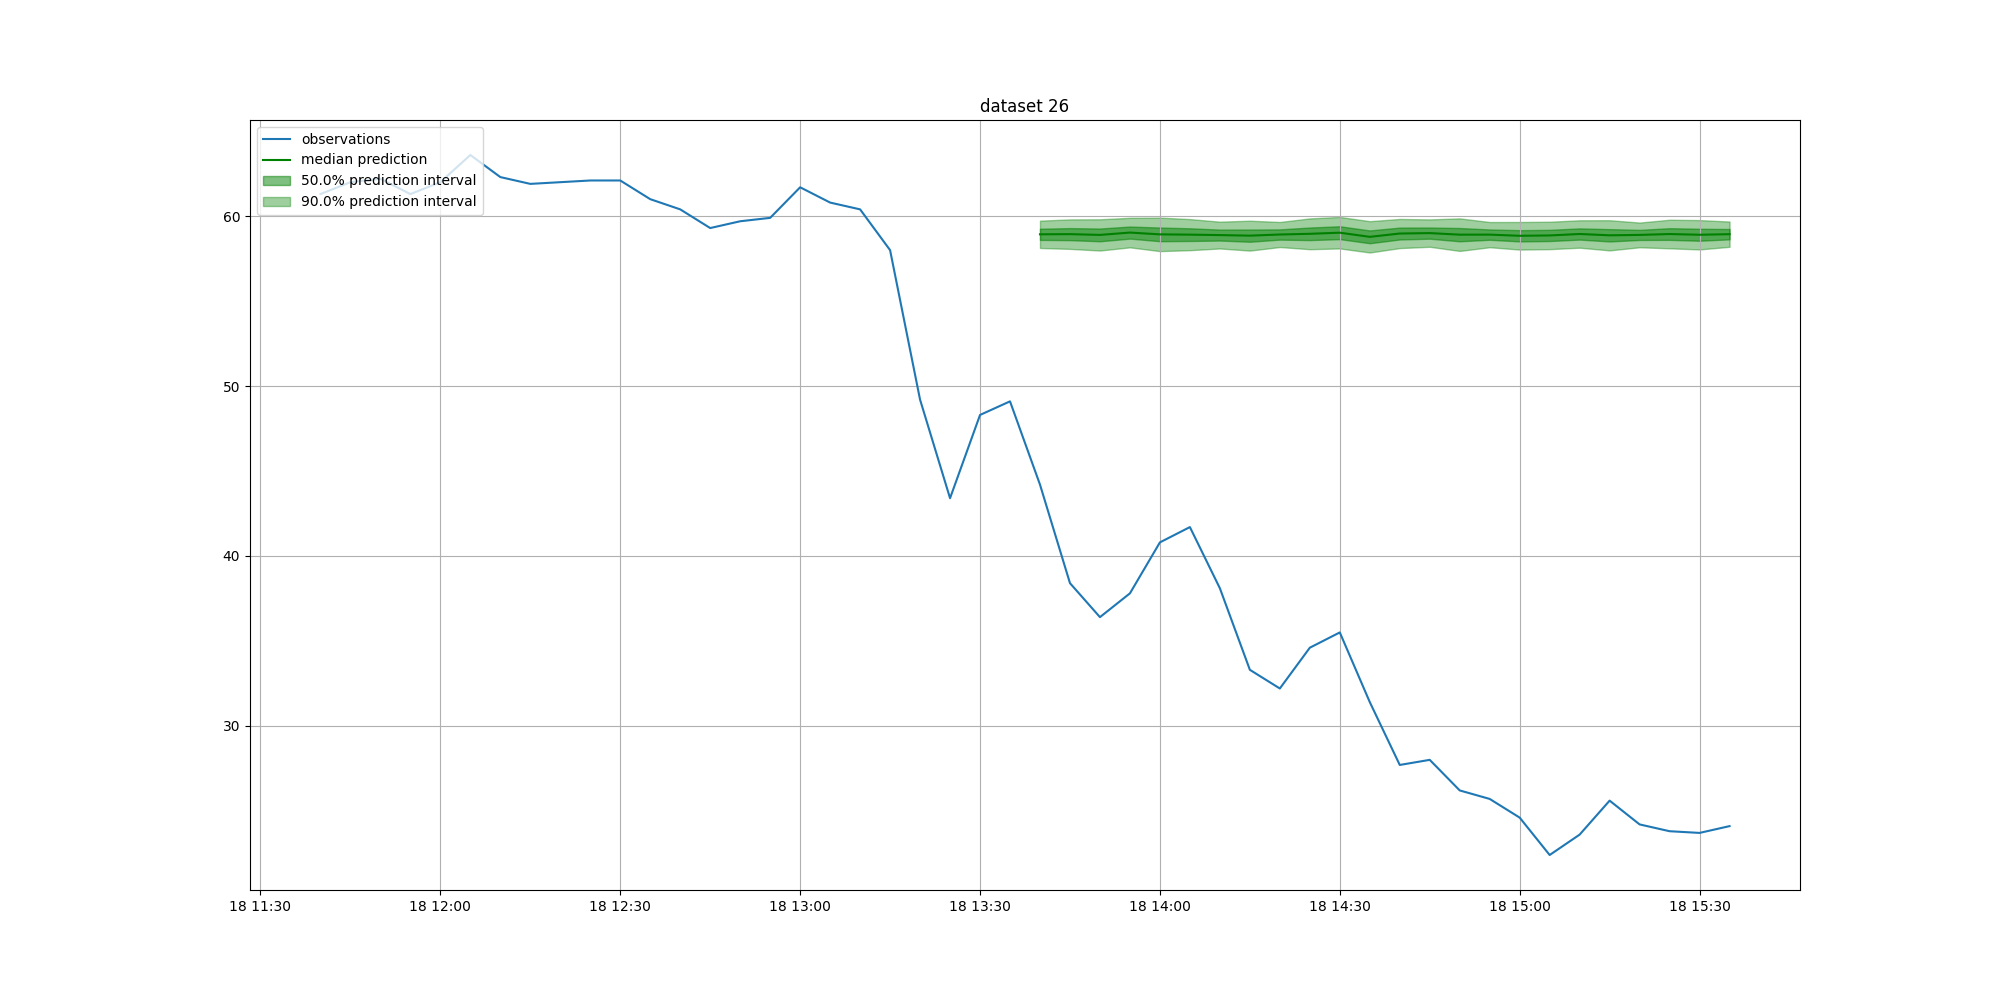 dataset 26
observations
median prediction
50.0% prediction interval
90.0% prediction interval
60
50
40
30
18 11:30 18 12:00 18 12:30 18 13:00 18 13:30 18 14:00 18 14:30 18 15:00 18 15:30